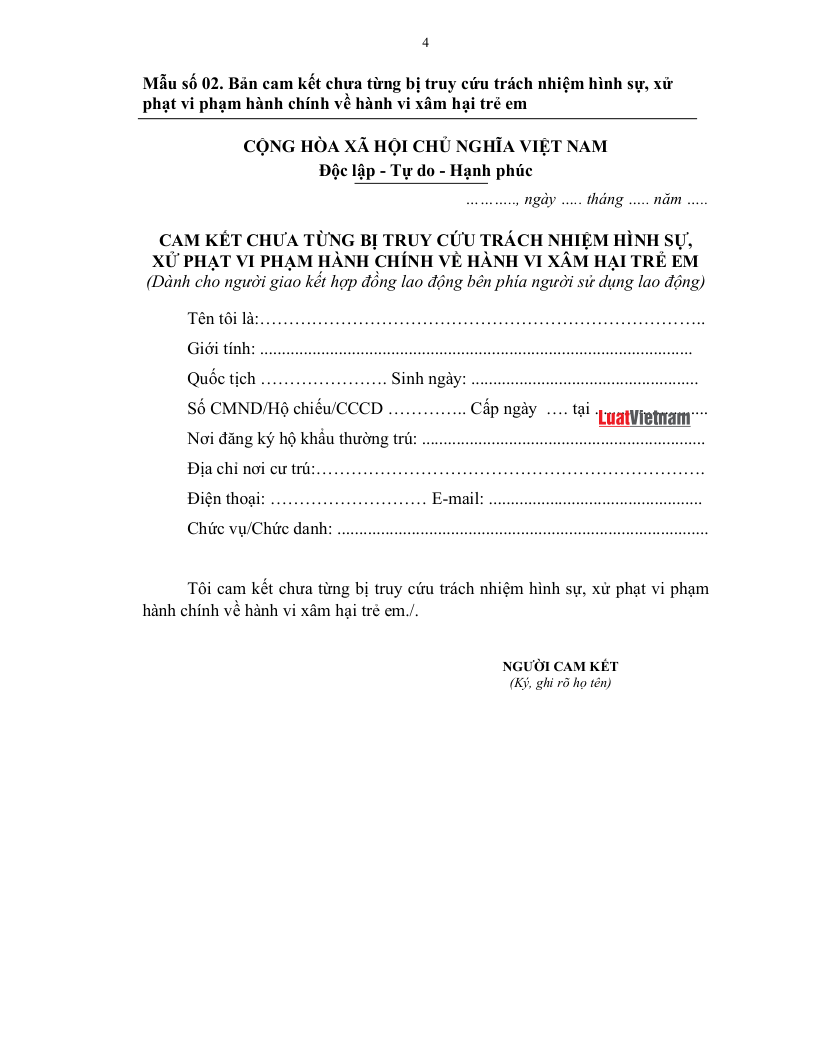 4
Mẫu số 02. Bản cam kết chưa từng bị truy cứu trách nhiệm hình sự, xử
phạt vi phạm hành chính về hành vi xâm hại trẻ em
CỘNG HÒA XÃ HỘI CHỦ NGHĨA VIỆT NAM
Độc lập - Tự do - Hạnh phúc
……….., ngày ….. tháng ….. năm …..
CAM KẾT CHƯA TỪNG BỊ TRUY CỨU TRÁCH NHIỆM HÌNH SỰ,
XỬ PHẠT VI PHẠM HÀNH CHÍNH VỀ HÀNH VI XÂM HẠI TRẺ EM
(Dành cho người giao kết hợp đồng lao động bên phía người sử dụng lao động)
Tên tôi là:…………………………………………………………………..
Giới tính: ...................................................................................................
Quốc tịch …………………. Sinh ngày: ....................................................
Số CMND/Hộ chiếu/CCCD ………….. Cấp ngày …. tại ..........................
LuatVietnam
Nơi đăng ký hộ khẩu thường trú: .................................................................
Địa chỉ nơi cư trú:………………………………………………………….
Điện thoại: ……………………… E-mail: .................................................
Chức vụ/Chức danh: .....................................................................................
Tôi cam kết chưa từng bị truy cứu trách nhiệm hình sự, xử phạt vi phạm
hành chính về hành vi xâm hại trẻ em./.
NGƯỜI CAM KẾT
(Ký, ghi rõ họ tên)